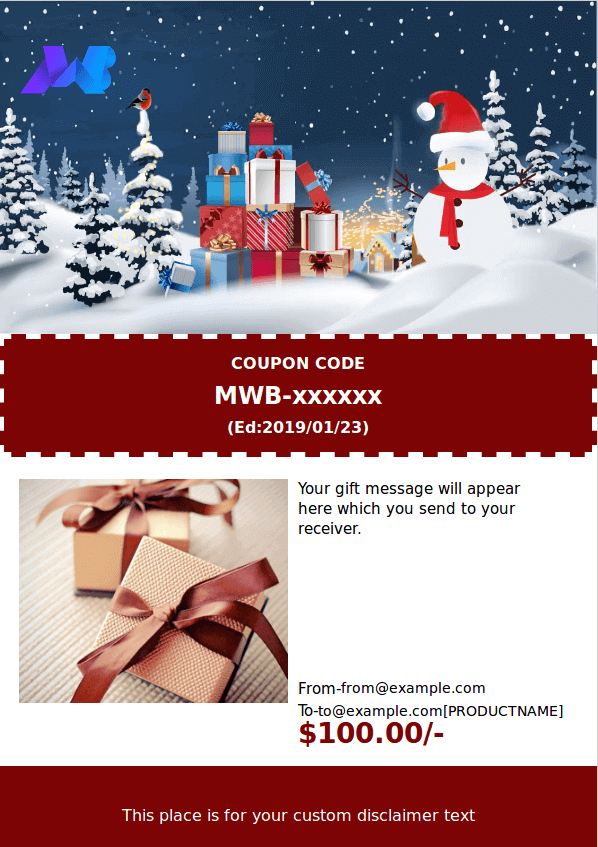 MWB
COUPON CODE
MWB-xxxxxx
(Ed:2019/01/23)
Your gift message will appear
here which you send to your
receiver.
From-from@example.com
To-to@example.com[PRODUCTNAME]
$100.00/-
This place is for your custom disclaimer text